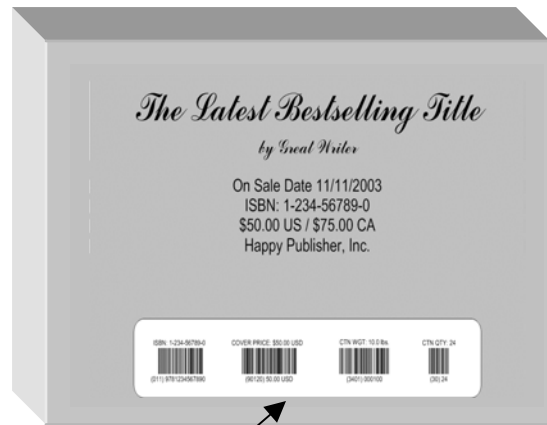 The Latest Bestselling Title
by Great Writer
On Sale Date 11/11/2003
ISBN: 1-234-56789-0
$50.00 US / $75.00 CA
Happy Publisher, Inc.
ISBN: 1-234-56789-0 COVER PRICE: $50.00 USD CTN WGT: 10.0 lbs. CTN QTY: 24
(011) 9781234567890 (90120) 50.00 USD (3401) 000100 (30) 24